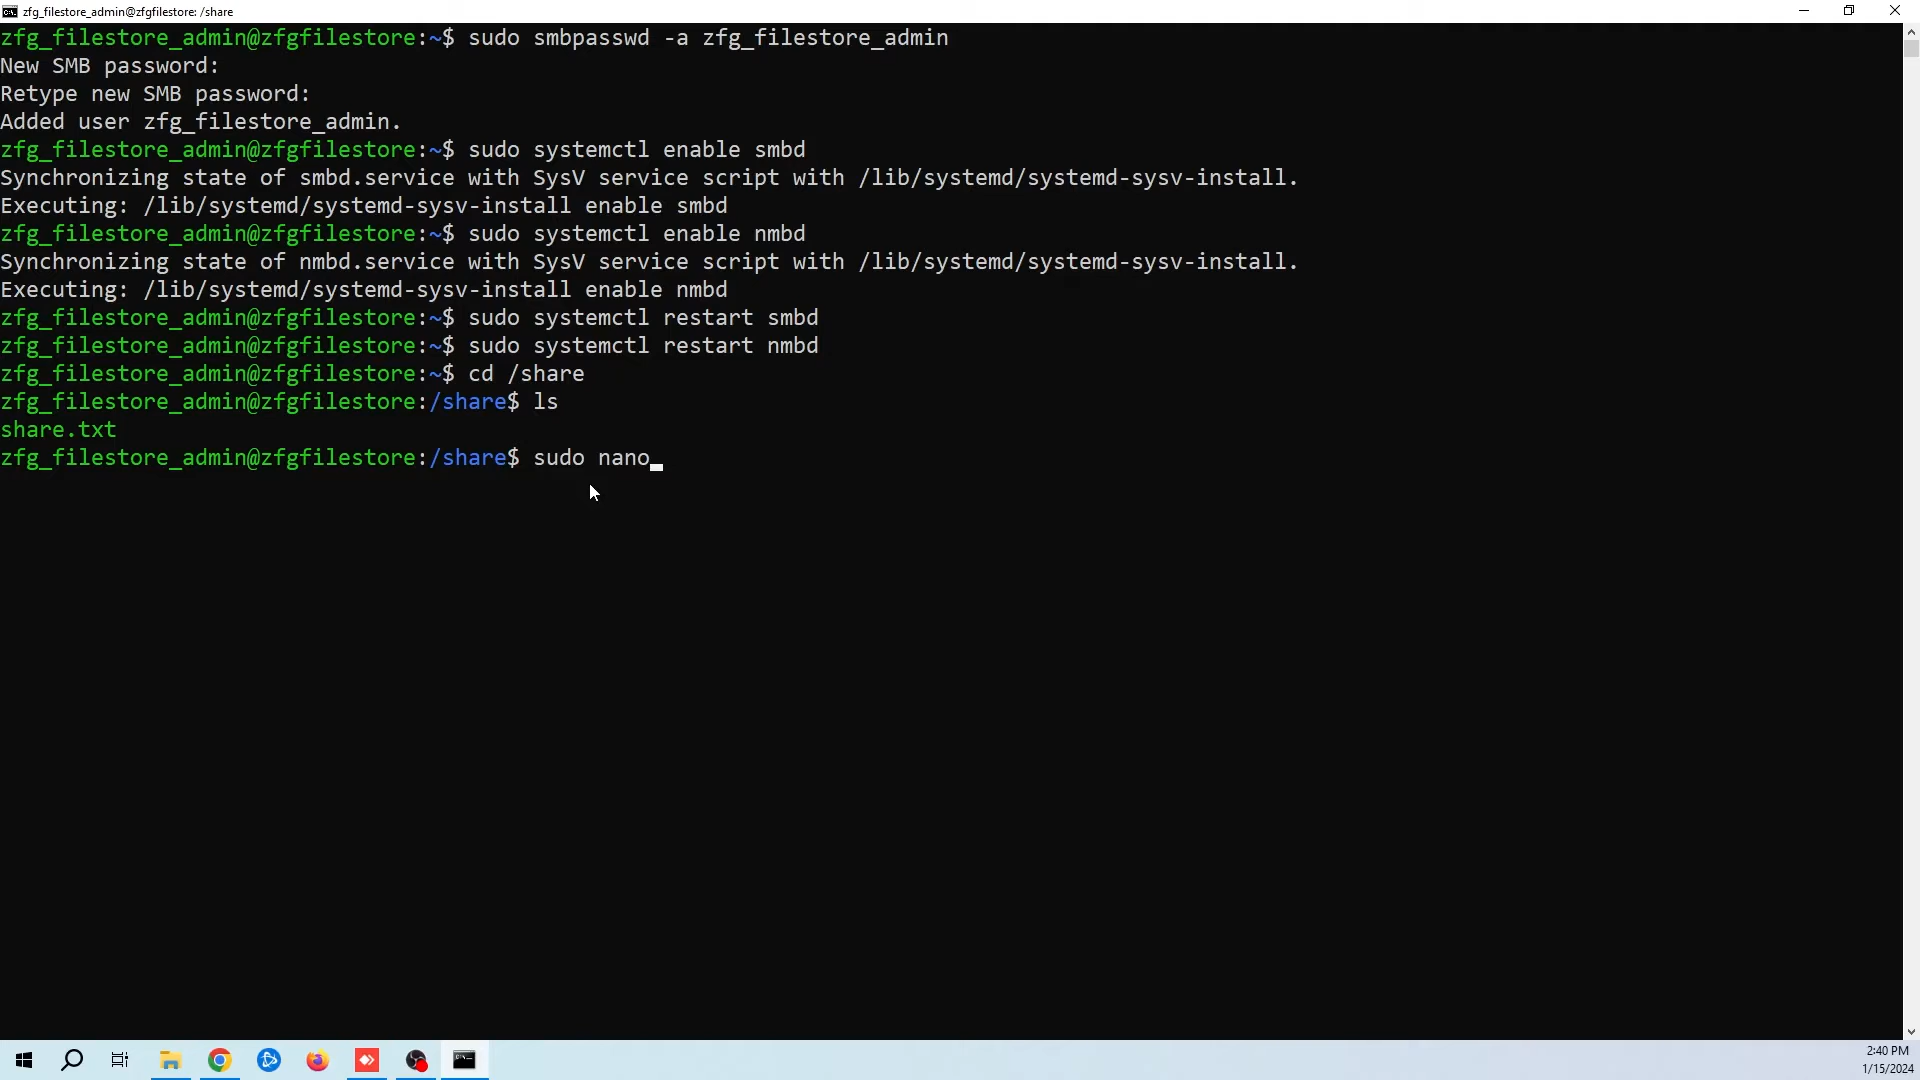 zfg_filestore_admin@zfgfilestore: /share
zfg_filestore_admin@zfgfilestore:~$ sudo smbpasswd -a zfg_filestore_admin
New SMB password:
Retype new SMB password:
Added user zfg_filestore_admin.
zfg_filestore_admin@zfgfilestore:~$ sudo systemctl enable smbd
Synchronizing state of smbd.service with SysV service script with /lib/systemd/systemd-sysv-install.
Executing: /lib/systemd/systemd-sysv-install enable smbd
zfg_filestore_admin@zfgfilestore:~$ sudo systemctl enable nmbd
Synchronizing state of nmbd.service with SysV service script with /lib/systemd/systemd-sysv-install.
Executing: /lib/systemd/systemd-sysv-install enable nmbd
zfg_filestore_admin@zfgfilestore:~$ sudo systemctl restart smbd
zfg_filestore_admin@zfgfilestore:~$ sudo systemctl restart nmbd
zfg_filestore_admin@zfgfilestore:~$ cd /share
zfg_filestore_admin@zfgfilestore:/share$ ls
share.txt
zfg_filestore_admin@zfgfilestore:/share$ sudo nano
2:40 PM
1/15/2024